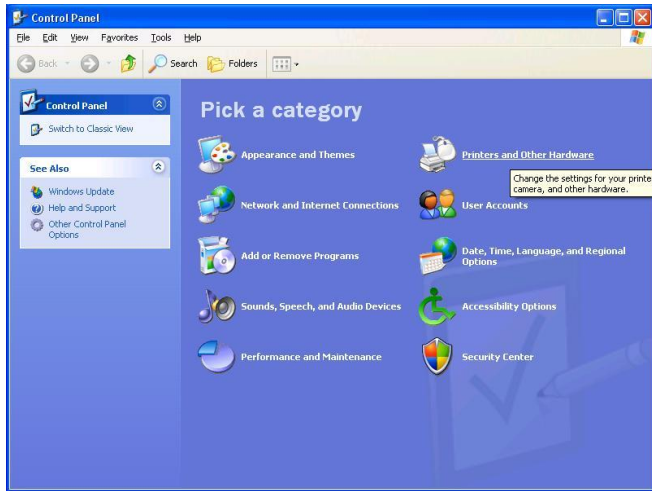 Control Panel
File Edit View Favorites Tools Help
Back Search Folders
Control Panel
Switch to Classic View
See Also
Windows Update
Help and Support
Other Control Panel
Options
Pick a category
Appearance and Themes
Printers and Other Hardware
Change the settings for your printe
camera, and other hardware.
Network and Internet Connections
User Accounts
Add or Remove Programs
Date, Time, Language, and Regional
Options
Sounds, Speech, and Audio Devices
Accessibility Options
Performance and Maintenance
Security Center